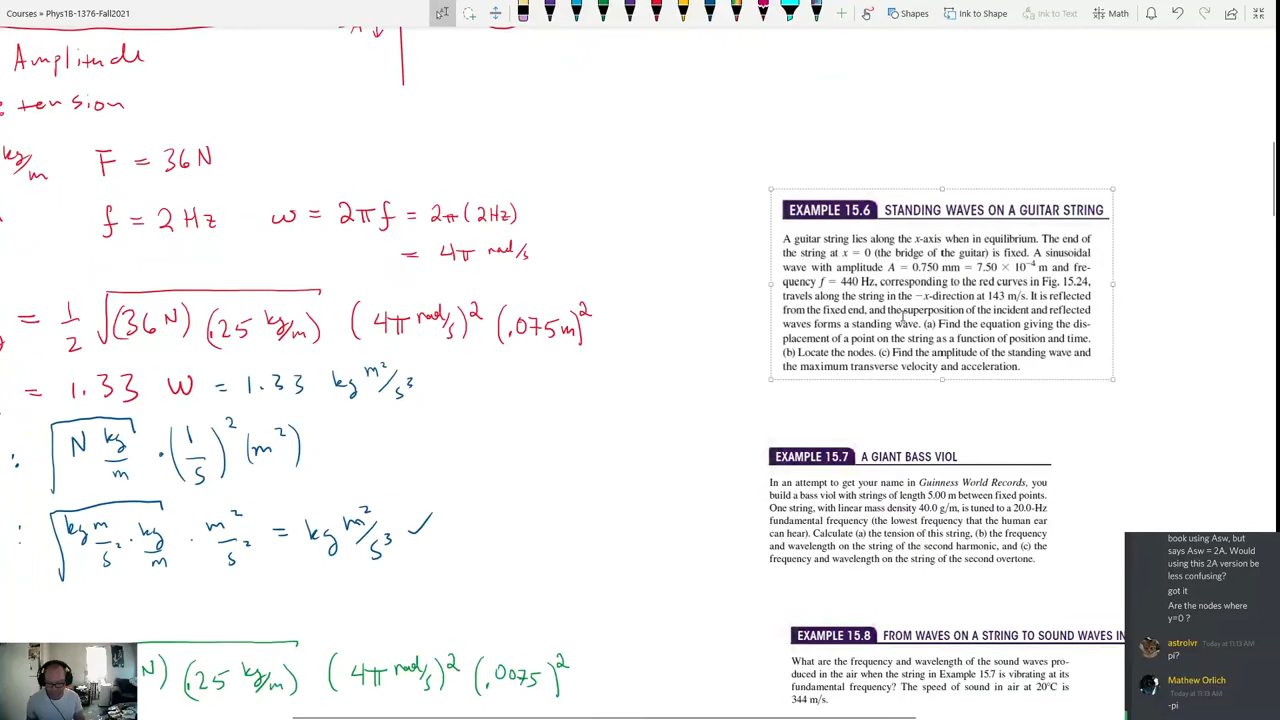 Courses » Phys1B-1376-Fall2021
Shapes
Ink to Shape
Ink to Text
Math
Amplitude
tension
kg/m
F = 36N
f = 2 Hz
ω = 2πf = 2π(2Hz)
= 4π rad/s
= 1/2 √(36N)(.25 kg/m) (4π rad/s)² (.075m)²
= 1.33 W = 1.33 kg m²/s³
: √N kg/m · (1/s)² (m²)
: √kg m/s² · kg/m · m²/s² = kg m²/s³ ✓
N) (.25 kg/m) (4π rad/s)² (.0075)²
EXAMPLE 15.6 STANDING WAVES ON A GUITAR STRING
A guitar string lies along the x-axis when in equilibrium. The end of
the string at x = 0 (the bridge of the guitar) is fixed. A sinusoidal
wave with amplitude A = 0.750 mm = 7.50 × 10⁻⁴ m and fre-
quency f = 440 Hz, corresponding to the red curves in Fig. 15.24,
travels along the string in the −x-direction at 143 m/s. It is reflected
from the fixed end, and the superposition of the incident and reflected
waves forms a standing wave. (a) Find the equation giving the dis-
placement of a point on the string as a function of position and time.
(b) Locate the nodes. (c) Find the amplitude of the standing wave and
the maximum transverse velocity and acceleration.
EXAMPLE 15.7 A GIANT BASS VIOL
In an attempt to get your name in Guinness World Records, you
build a bass viol with strings of length 5.00 m between fixed points.
One string, with linear mass density 40.0 g/m, is tuned to a 20.0-Hz
fundamental frequency (the lowest frequency that the human ear
can hear). Calculate (a) the tension of this string, (b) the frequency
and wavelength on the string of the second harmonic, and (c) the
frequency and wavelength on the string of the second overtone.
EXAMPLE 15.8 FROM WAVES ON A STRING TO SOUND WAVES IN
What are the frequency and wavelength of the sound waves pro-
duced in the air when the string in Example 15.7 is vibrating at its
fundamental frequency? The speed of sound in air at 20°C is
344 m/s.
book using Asw, but
says Asw = 2A. Would
using this 2A version be
less confusing?
got it
Are the nodes where
y=0 ?
astrolvr Today at 11:13 AM
pi?
Mathew Orlich
Today at 11:13 AM
-pi